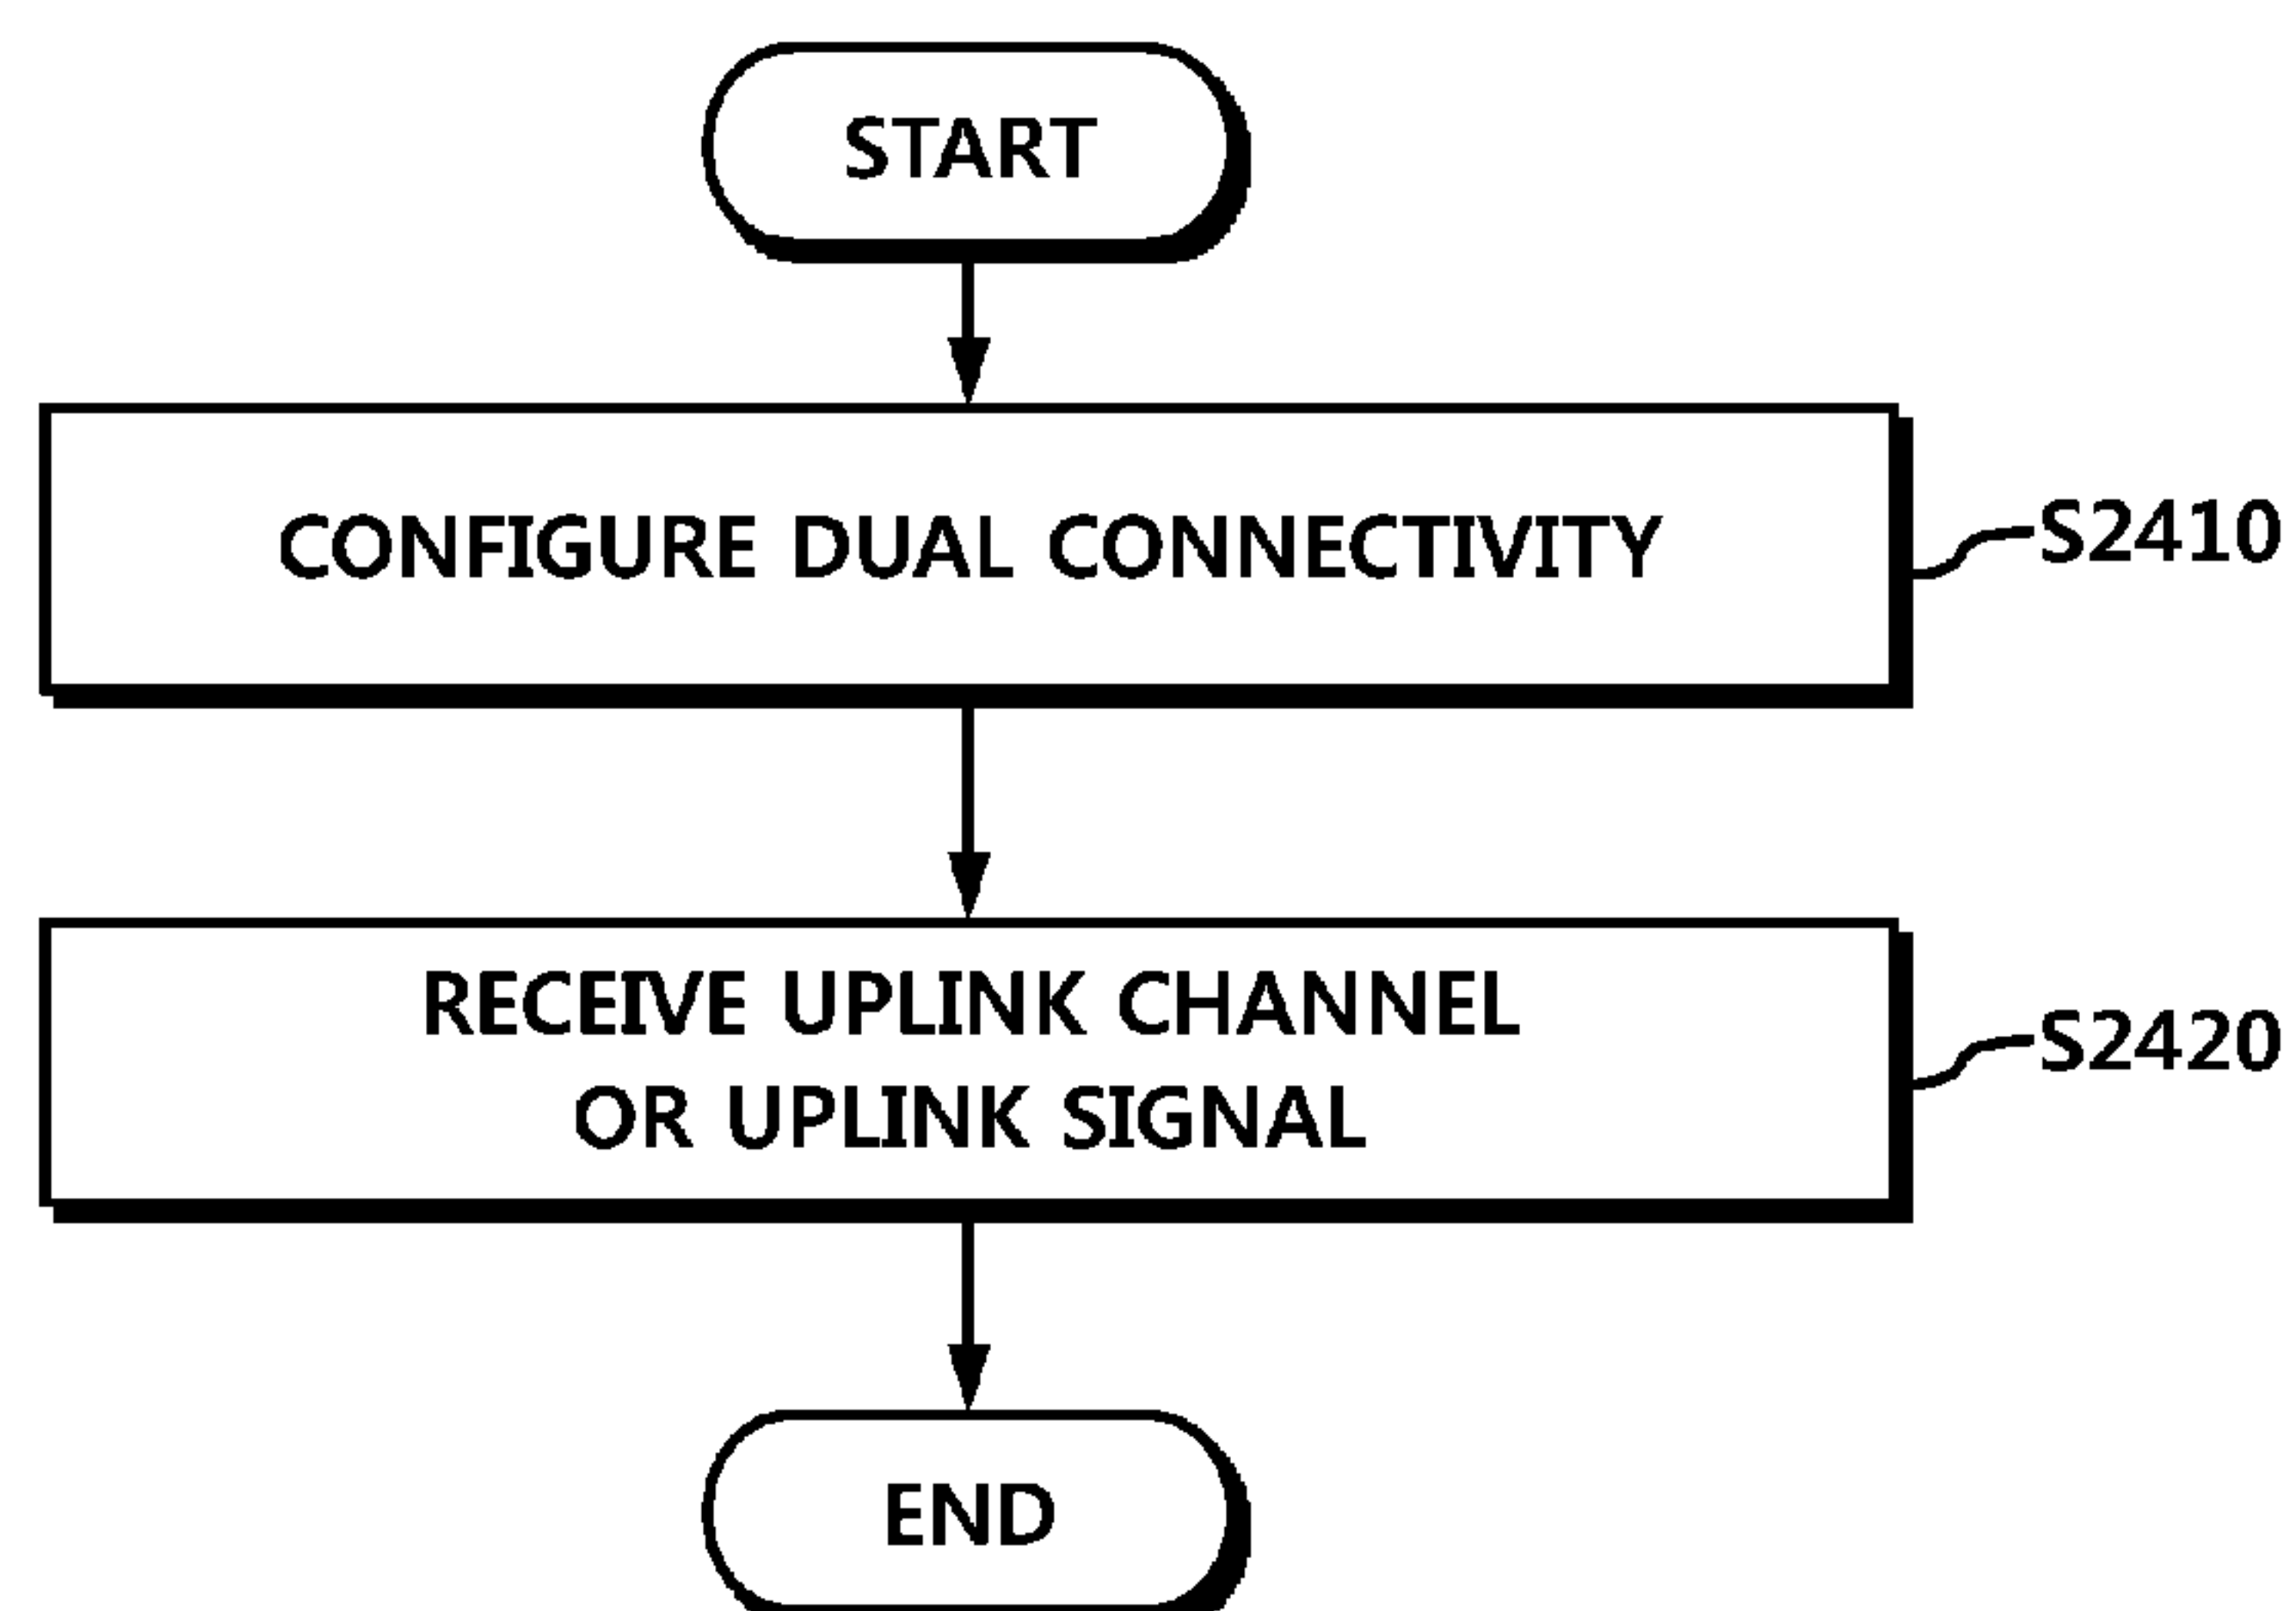 START
CONFIGURE DUAL CONNECTIVITY
S2410
RECEIVE UPLINK CHANNEL
OR UPLINK SIGNAL
S2420
END